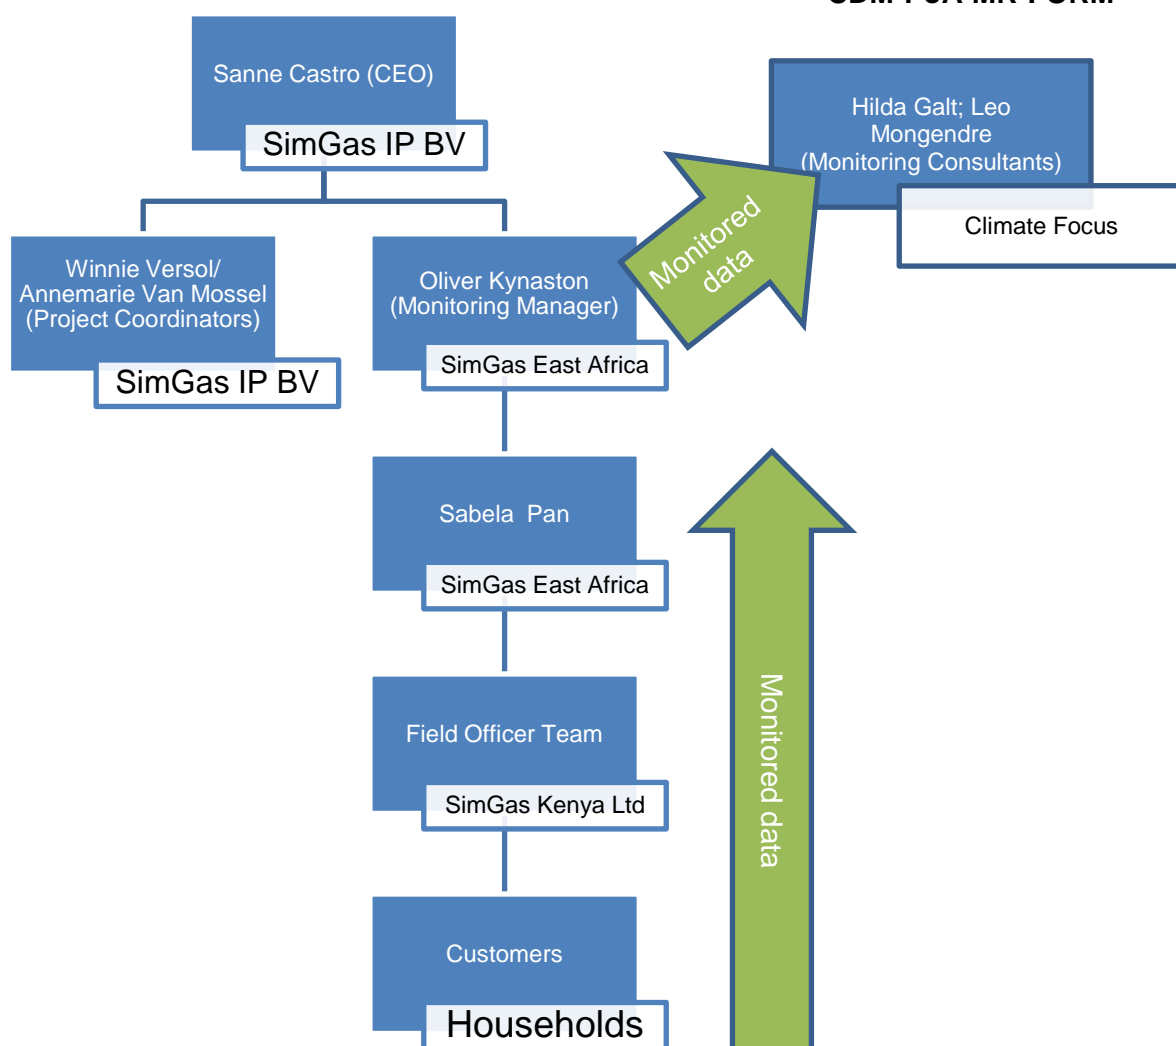 Sanne Castro (CEO)
SimGas IP BV
Hilda Galt; Leo
Mongendre
(Monitoring Consultants)
Climate Focus
Monitored
data
Winnie Versol/
Annemarie Van Mossel
(Project Coordinators)
SimGas IP BV
Oliver Kynaston
(Monitoring Manager)
SimGas East Africa
Sabela Pan
SimGas East Africa
Field Officer Team
SimGas Kenya Ltd
Monitored data
Customers
Households